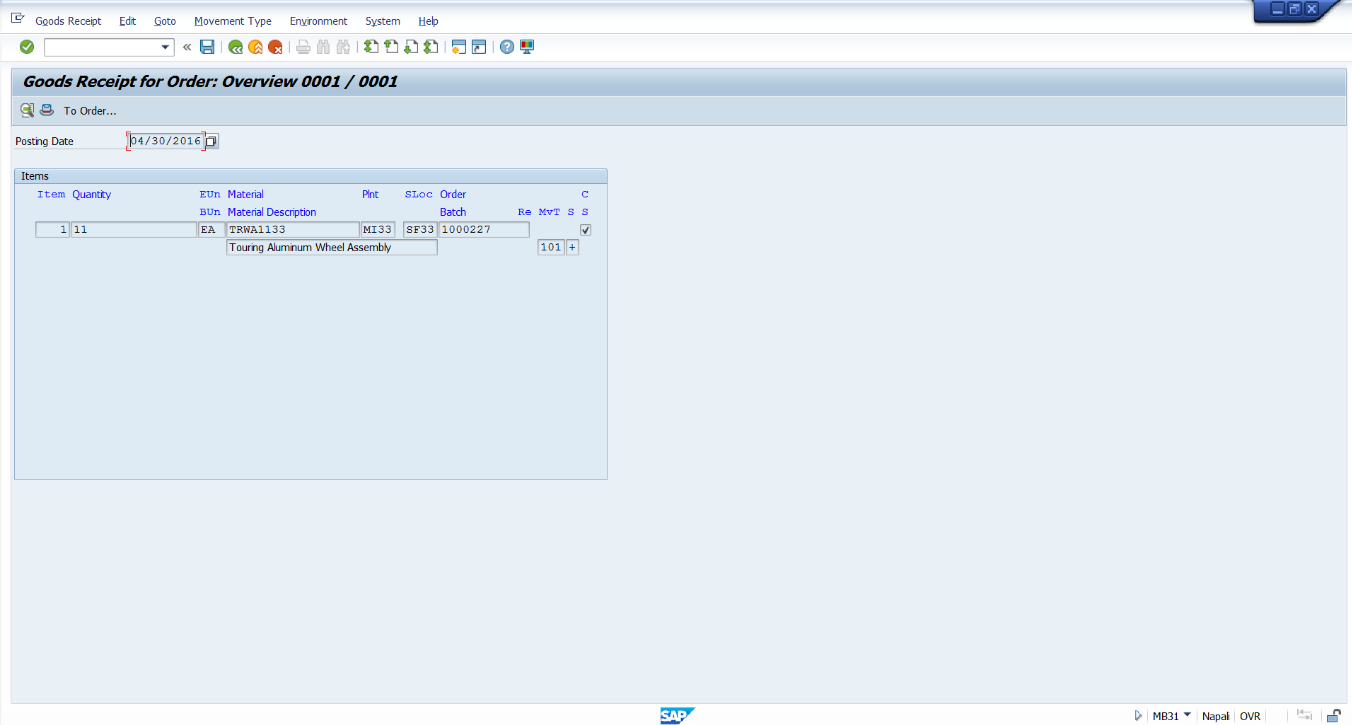 Goods Receipt Edit Goto Movement Type Environment System Help
Goods Receipt for Order: Overview 0001 / 0001
To Order...
Posting Date 04/30/2016
Items
Item Quantity EUn Material Plnt SLoc Order C
BUn Material Description Batch Re MvT S S
1 11 EA TRWA1133 MI33 SF33 1000227
Touring Aluminum Wheel Assembly 101 +
SAP MB31 Napali OVR